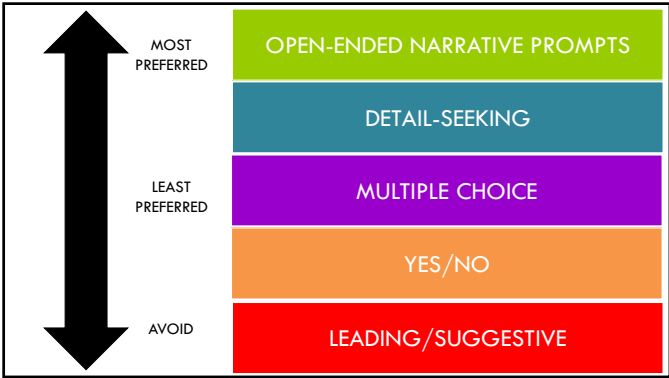 MOST
PREFERRED
OPEN-ENDED NARRATIVE PROMPTS
DETAIL-SEEKING
LEAST
PREFERRED
MULTIPLE CHOICE
YES/NO
AVOID
LEADING/SUGGESTIVE